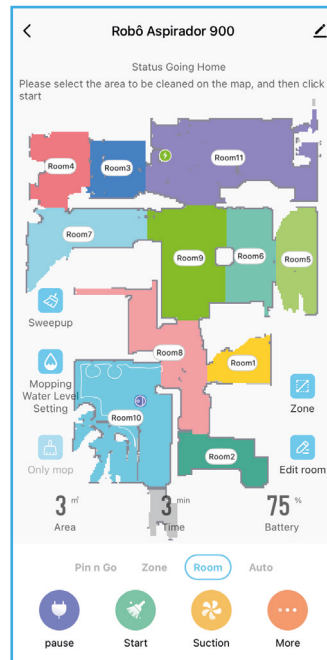 Robô Aspirador 900
Status Going Home
Please select the area to be cleaned on the map, and then click
start
Room4
Room3
Room11
Room7
Room9
Room6
Room5
Sweepup
Room8
Room1
Mopping
Water Level
Setting
Zone
Room10
Only mop
Room2
Edit room
3 ㎡
3 min
75 %
Area
Time
Battery
Pin n Go
Zone
Room
Auto
pause
Start
Suction
More